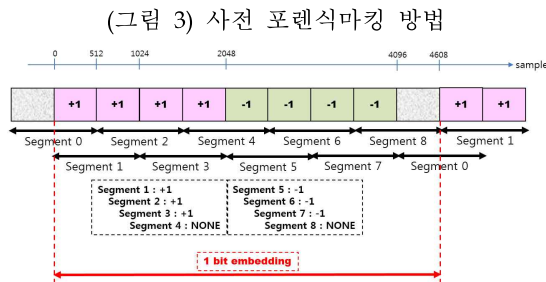 (그림 3) 사전 포렌식마킹 방법
0 512 1024 2048 4096 4608
sample
+1 +1 +1 +1 -1 -1 -1 -1 +1 +1
Segment 0 Segment 2 Segment 4 Segment 6 Segment 8 Segment 1
Segment 1 Segment 3 Segment 5 Segment 7 Segment 0
Segment 1 : +1
Segment 2 : +1
Segment 3 : +1
Segment 4 : NONE
Segment 5 : -1
Segment 6 : -1
Segment 7 : -1
Segment 8 : NONE
1 bit embedding